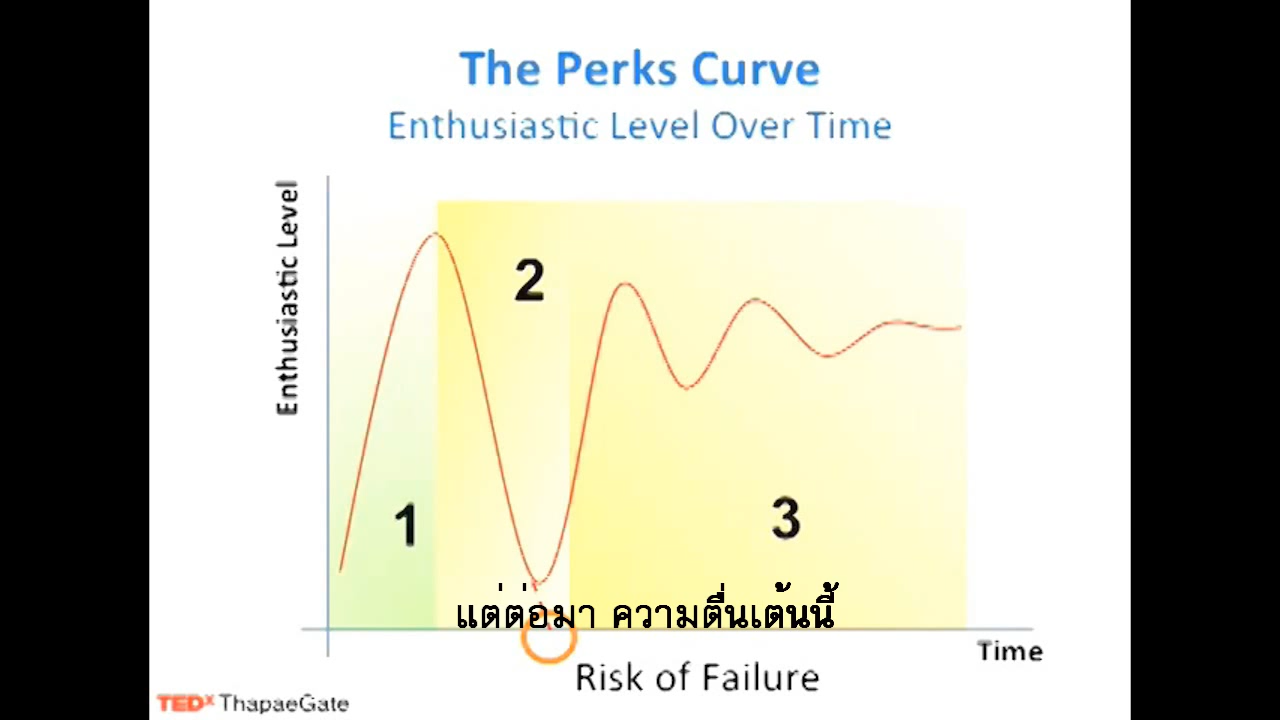 The Perks Curve
Enthusiastic Level Over Time
Enthusiastic Level
2
1
3
แต่ต่อมา ความตื่นเต้นนี้
Time
Risk of Failure
TEDx ThapaeGate